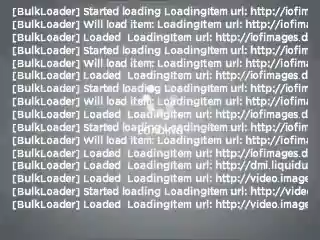 [BulkLoader] Started loading LoadingItem url: http://iofim
[BulkLoader] Will load item: LoadingItem url: http://iofima
[BulkLoader] Loaded LoadingItem url: http://iofimages.d
[BulkLoader] Started loading LoadingItem url: http://iofim
[BulkLoader] Will load item: LoadingItem url: http://iofima
[BulkLoader] Loaded LoadingItem url: http://iofimages.d
[BulkLoader] Started loading LoadingItem url: http://iofim
[BulkLoader] Will load item: LoadingItem url: http://iofima
[BulkLoader] Loaded LoadingItem url: http://iofimages.d
[BulkLoader] Started loading LoadingItem url: http://iofim
LOADING
[BulkLoader] Will load item: LoadingItem url: http://iofima
[BulkLoader] Loaded LoadingItem url: http://iofimages.d
[BulkLoader] Loaded LoadingItem url: http://dmi.liquidu
[BulkLoader] Loaded LoadingItem url: http://video.image
[BulkLoader] Started loading LoadingItem url: http://vide
[BulkLoader] Loaded LoadingItem url: http://video.image